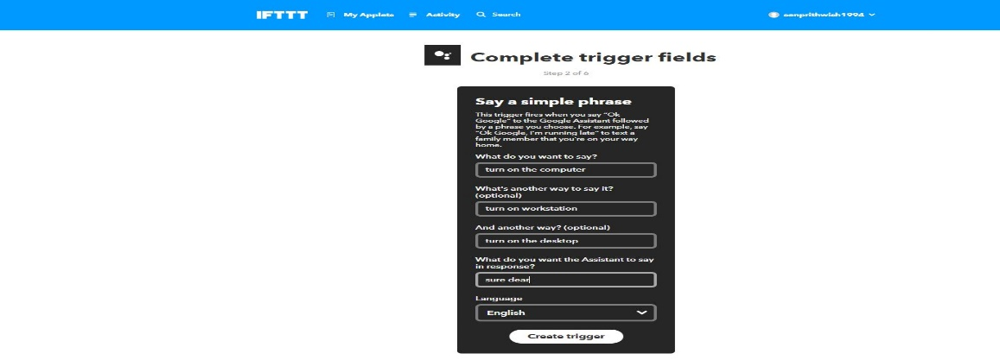 IFTTT My Applets Activity Search senprithwish1994
Complete trigger fields
Step 2 of 6
Say a simple phrase
This trigger fires when you say "Ok
Google" to the Google Assistant followed
by a phrase you choose. For example, say
"Ok Google, I'm running late" to text a
family member that you're on your way
home.
What do you want to say?
turn on the computer
What's another way to say it?
(optional)
turn on workstation
And another way? (optional)
turn on the desktop
What do you want the Assistant to say
in response?
sure dear
Language
English
Create trigger